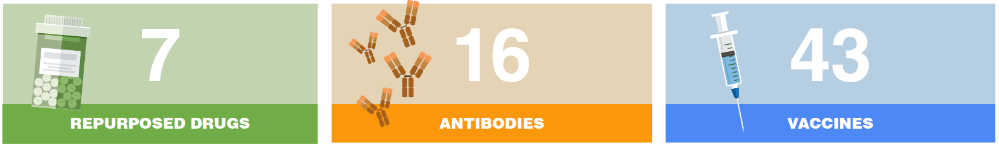 7
REPURPOSED DRUGS
16
ANTIBODIES
43
VACCINES